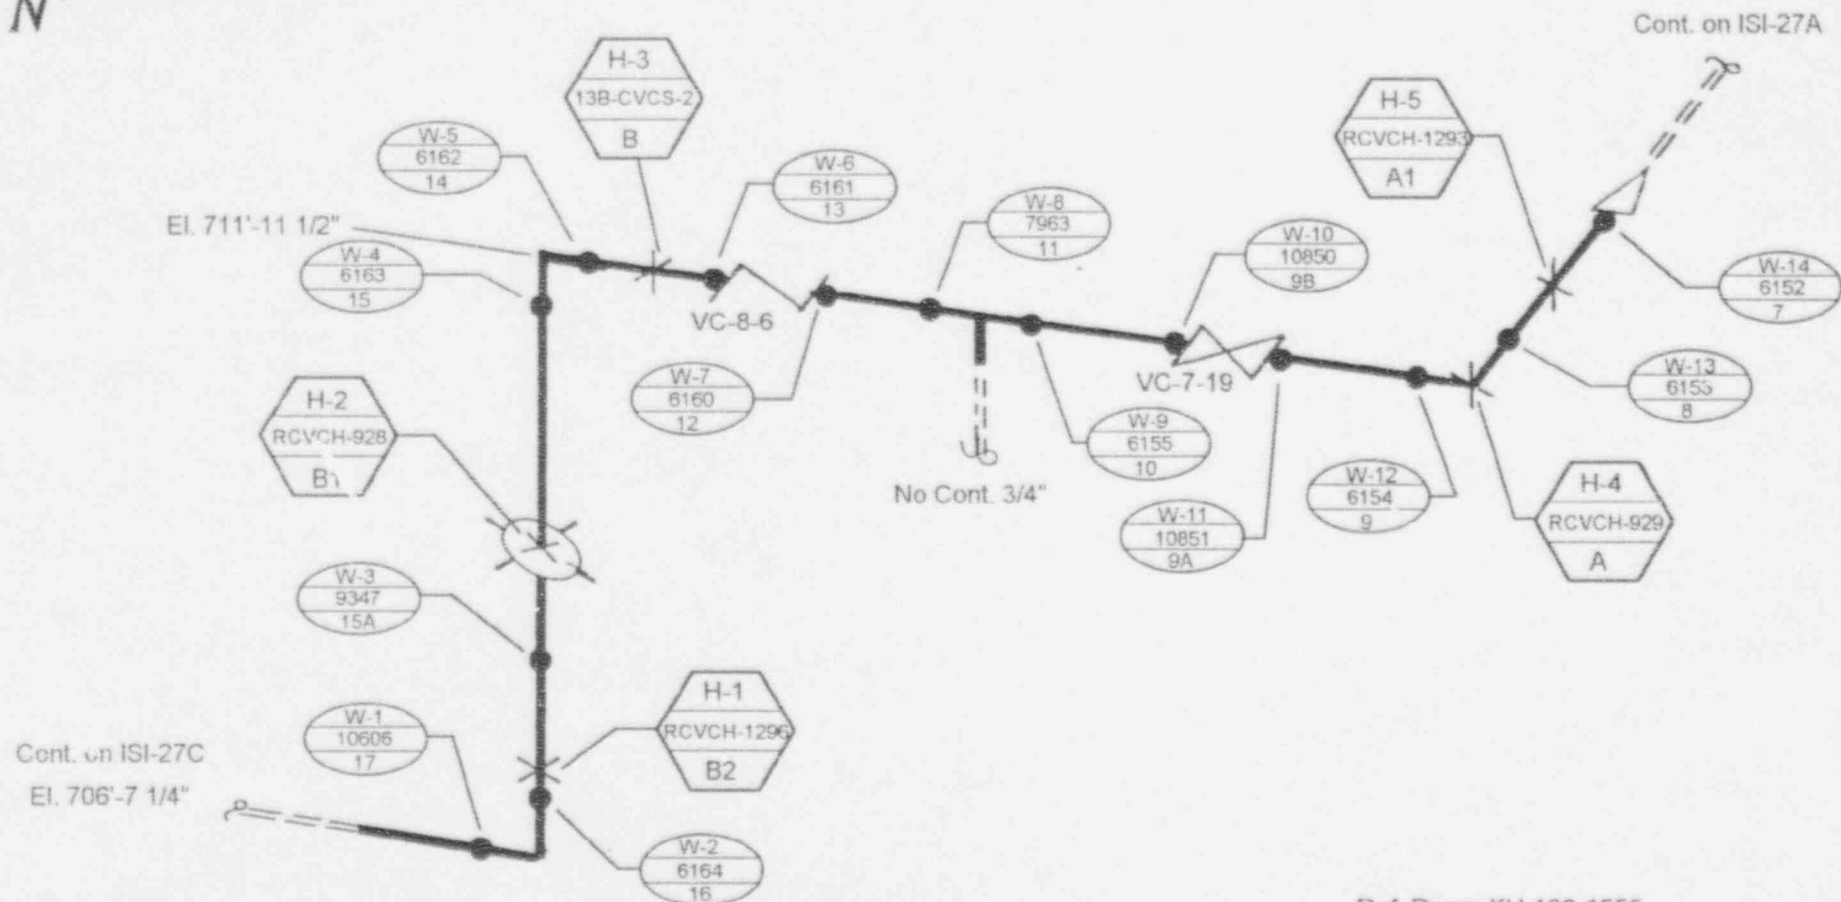 N
Cont. on ISI-27A
H-3
13B-CVCS-2
B
H-5
RCVCH-1293
A1
W-5
6162
14
W-6
6161
13
W-8
7963
11
El. 711'-11 1/2"
W-4
6163
15
W-10
10850
9B
W-14
6152
7
VC-8-6
W-7
6160
12
VC-7-19
W-13
8
H-2
RCVCH-928
W-9
6155
10
No Cont. 3/4"
W-12
6154
9
H-4
RCVCH-929
A
W-11
10851
9A
W-3
9347
15A
H-1
RCVCH-1296
B2
W-1
10606
17
Cont. on ISI-27C
El. 706'-7 1/4"
W-2
6164
16